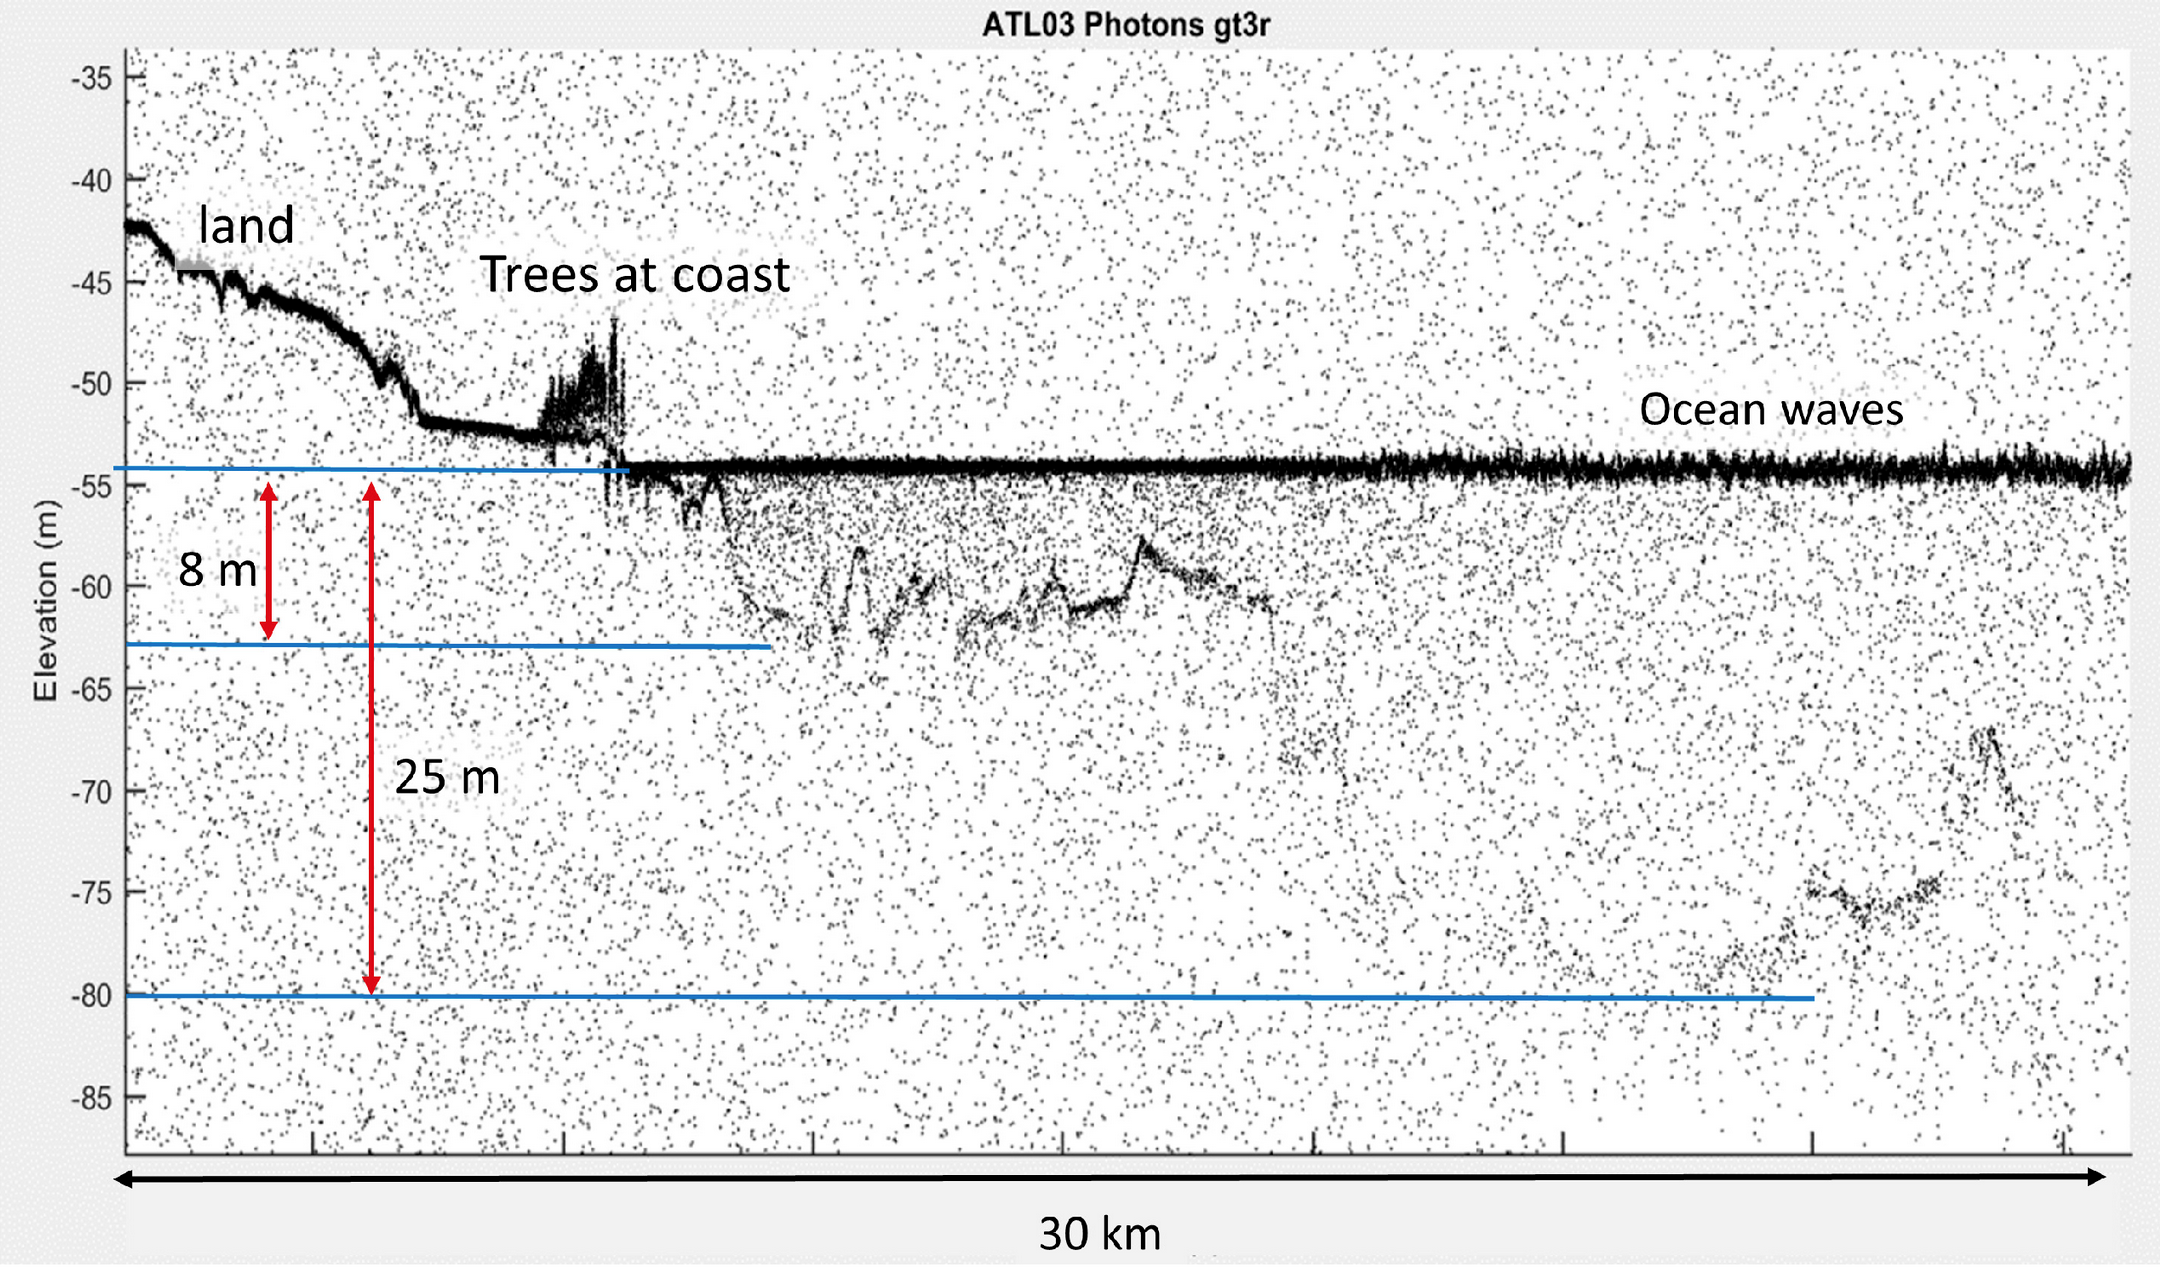 ATL03 Photons gt3r
-35
-40
land
Trees at coast
-45
-50
Ocean waves
-55
8 m
-60
Elevation (m)
-65
25 m
-70
-75
-80
-85
30 km